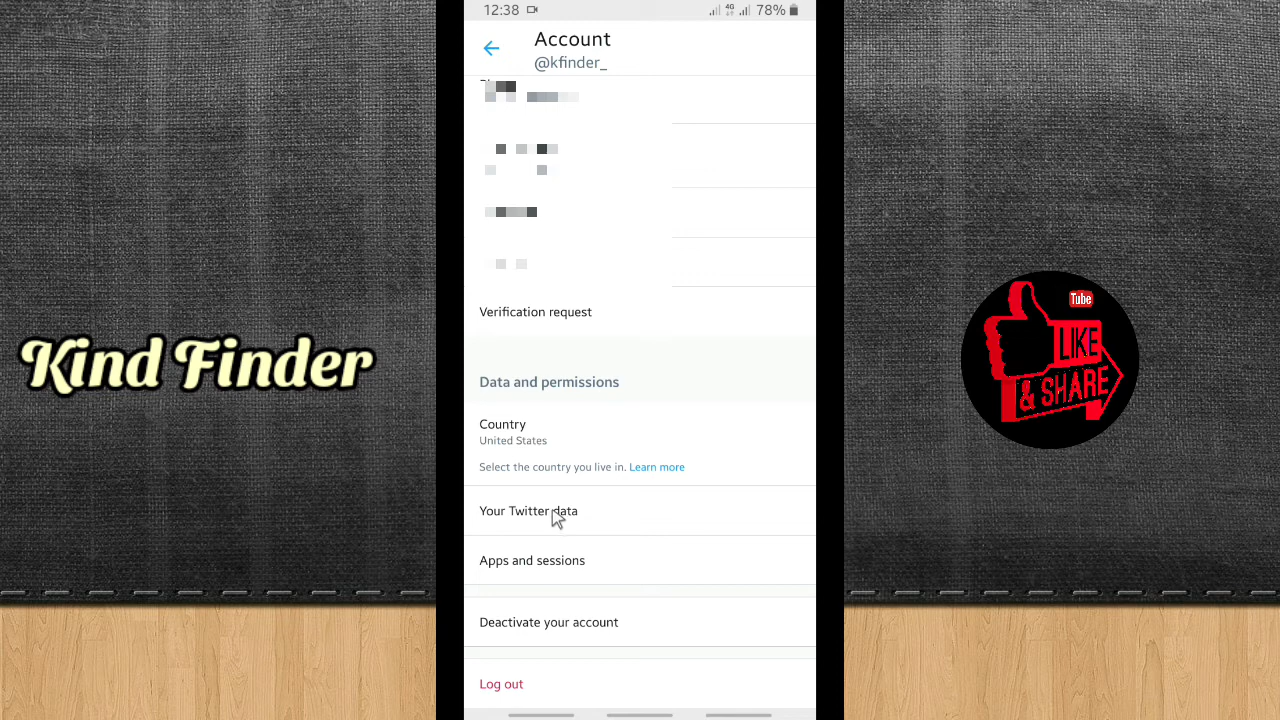 12:38
4G
78%
Account
@kfinder_
Verification request
Data and permissions
Country
United States
Select the country you live in. Learn more
Your Twitter data
Apps and sessions
Deactivate your account
Log out
Kind Finder
Tube
LIKE
& SHARE